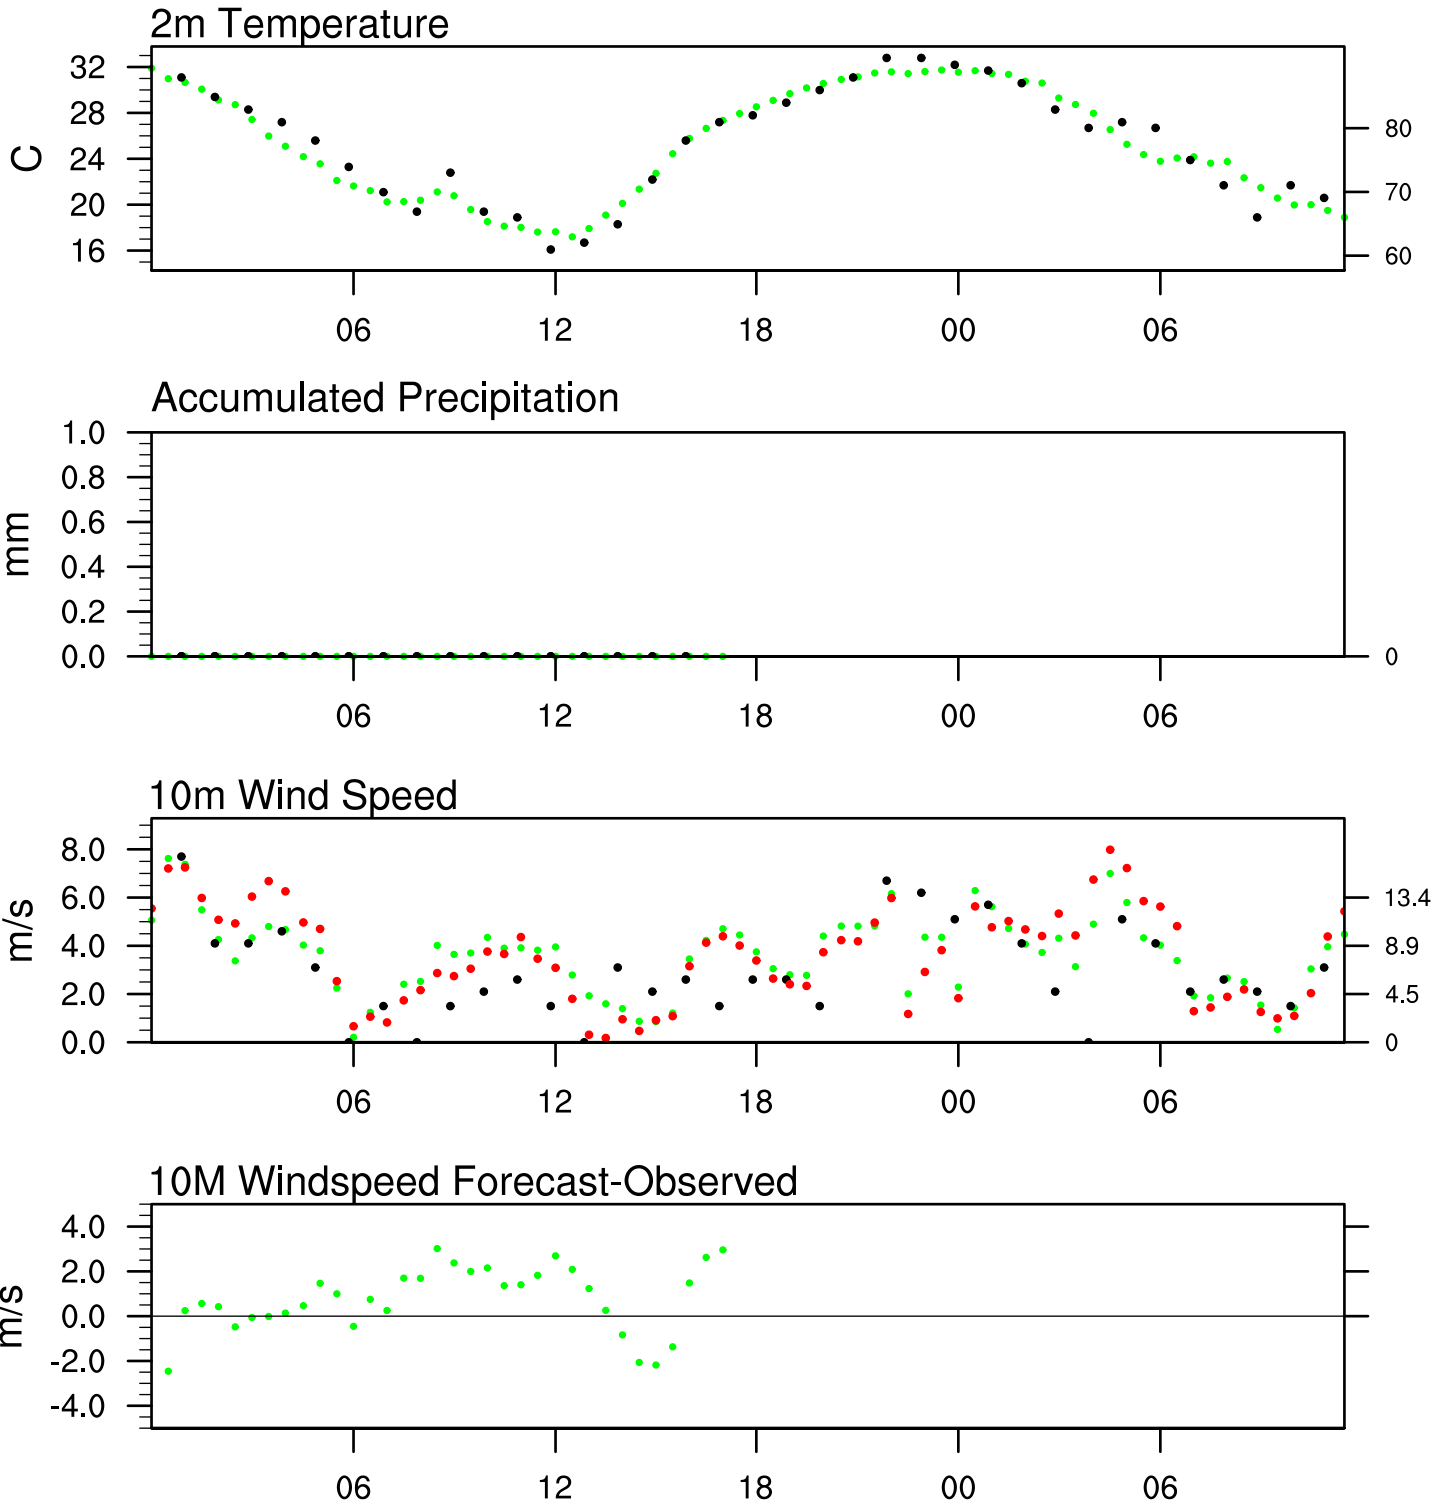 2m Temperature
32
28
24
20
16
C
80
70
60
06 12 18 00 06
Accumulated Precipitation
1.0
0.8
0.6
0.4
0.2
0.0
mm
0
06 12 18 00 06
10m Wind Speed
8.0
6.0
4.0
2.0
0.0
m/s
13.4
8.9
4.5
0
06 12 18 00 06
10M Windspeed Forecast-Observed
4.0
2.0
0.0
-2.0
-4.0
m/s
06 12 18 00 06